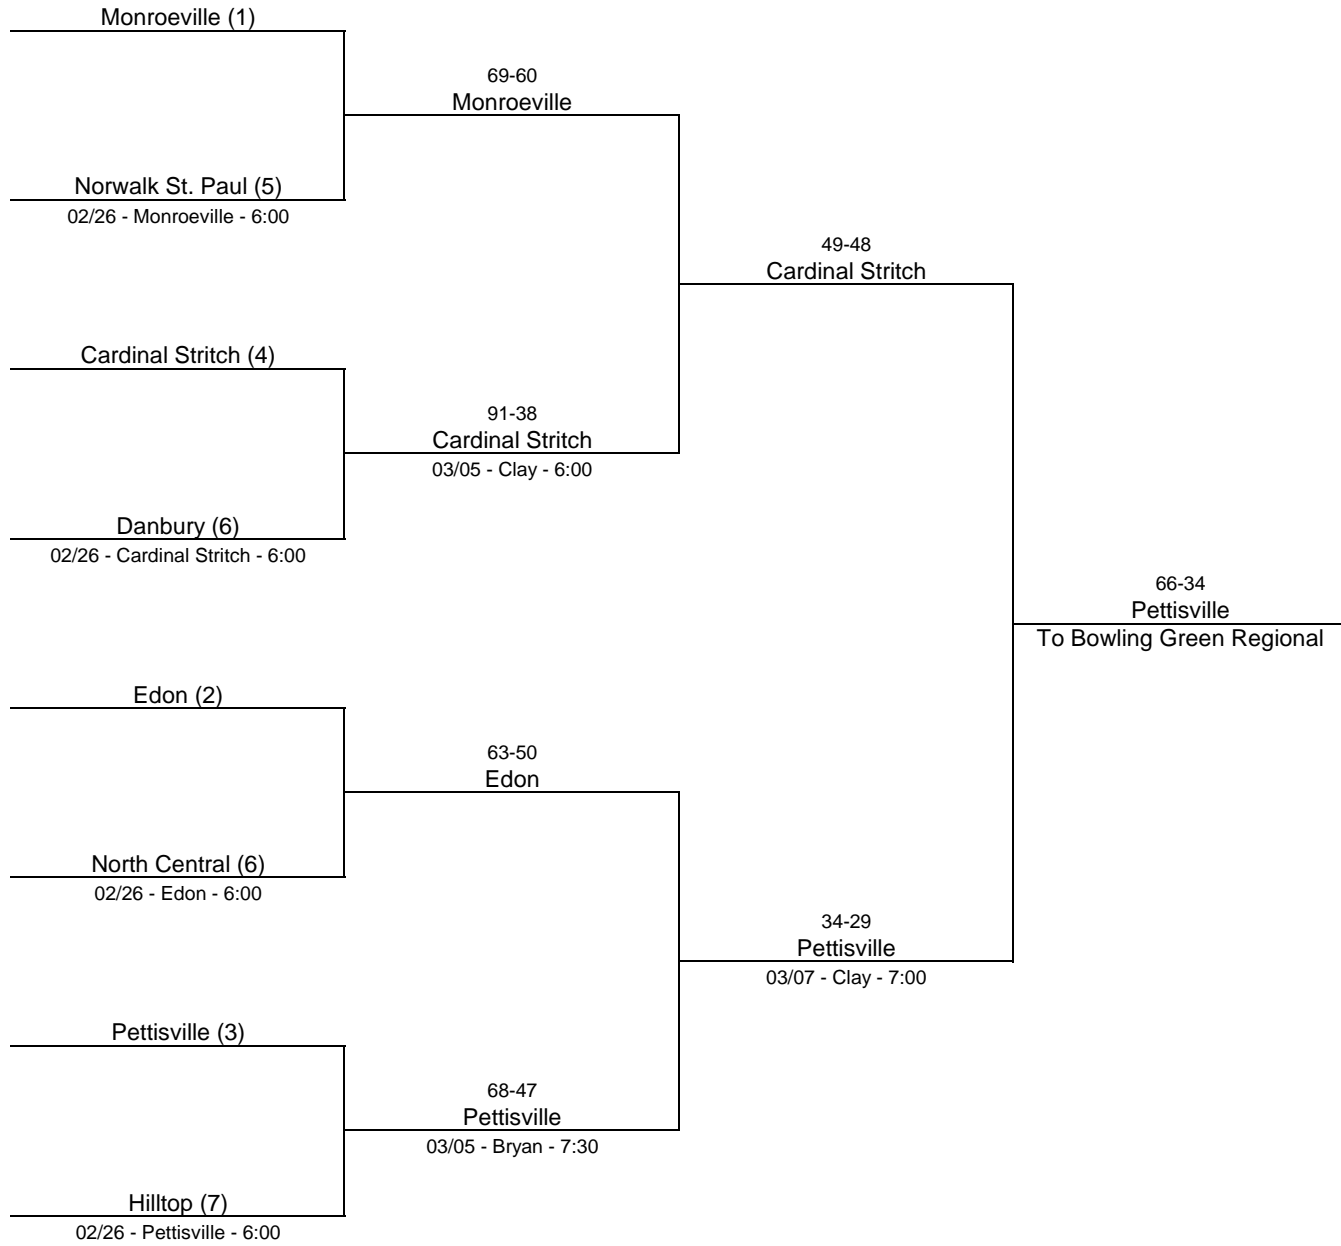 Monroeville (1)
69-60
Monroeville
Norwalk St. Paul (5)
02/26 - Monroeville - 6:00
49-48
Cardinal Stritch
Cardinal Stritch (4)
91-38
Cardinal Stritch
03/05 - Clay - 6:00
Danbury (6)
02/26 - Cardinal Stritch - 6:00
66-34
Pettisville
To Bowling Green Regional
Edon (2)
63-50
Edon
North Central (6)
02/26 - Edon - 6:00
34-29
Pettisville
03/07 - Clay - 7:00
Pettisville (3)
68-47
Pettisville
03/05 - Bryan - 7:30
Hilltop (7)
02/26 - Pettisville - 6:00